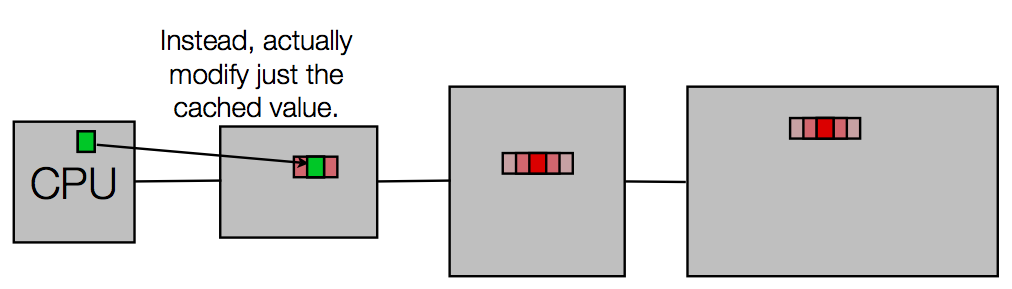 Instead, actually
modify just the
cached value.
CPU